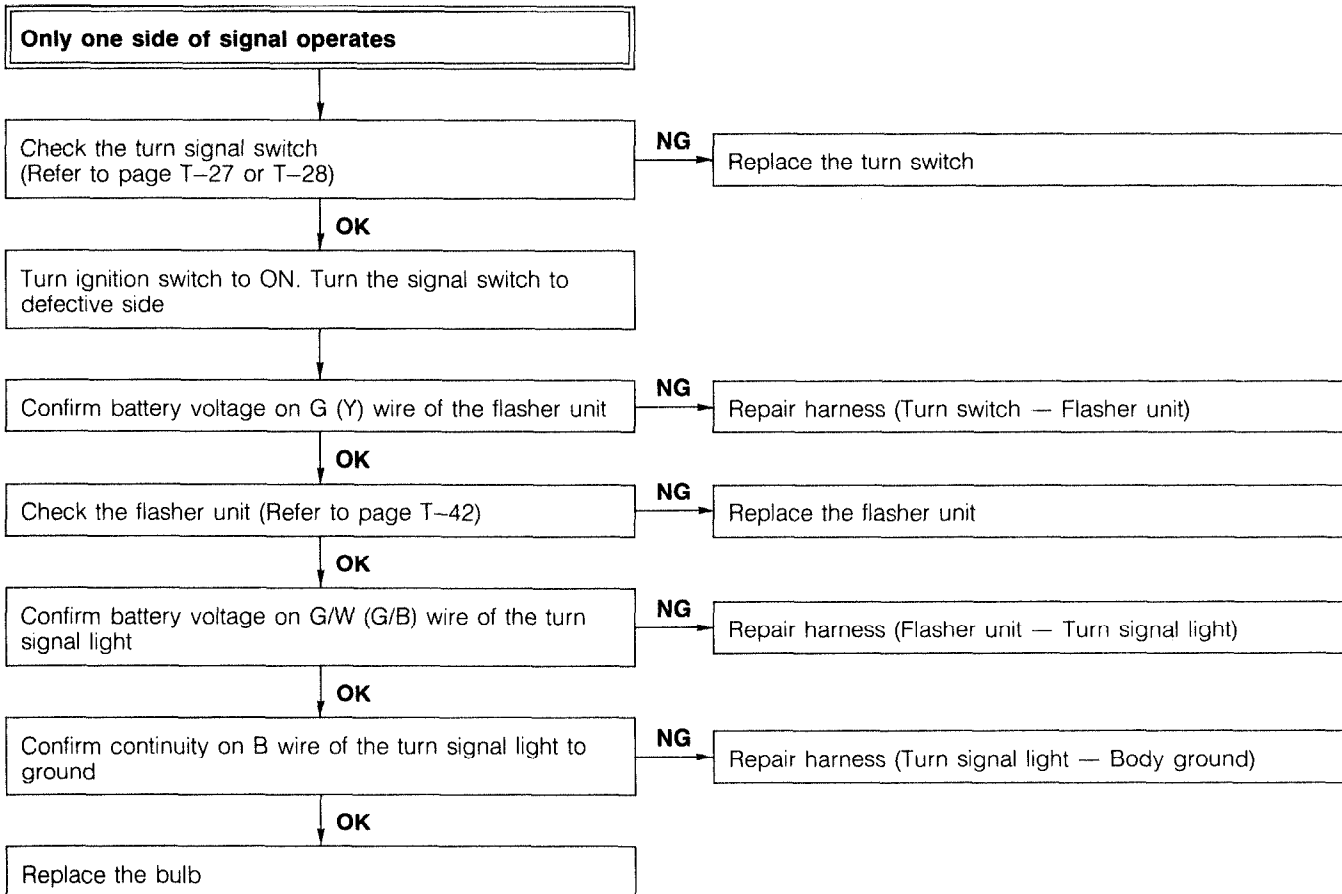 Only one side of signal operates
Check the turn signal switch
(Refer to page T–27 or T–28)
NG
Replace the turn switch
OK
Turn ignition switch to ON. Turn the signal switch to
defective side
Confirm battery voltage on G (Y) wire of the flasher unit
NG
Repair harness (Turn switch — Flasher unit)
OK
Check the flasher unit (Refer to page T–42)
NG
Replace the flasher unit
OK
Confirm battery voltage on G/W (G/B) wire of the turn
signal light
NG
Repair harness (Flasher unit — Turn signal light)
OK
Confirm continuity on B wire of the turn signal light to
ground
NG
Repair harness (Turn signal light — Body ground)
OK
Replace the bulb